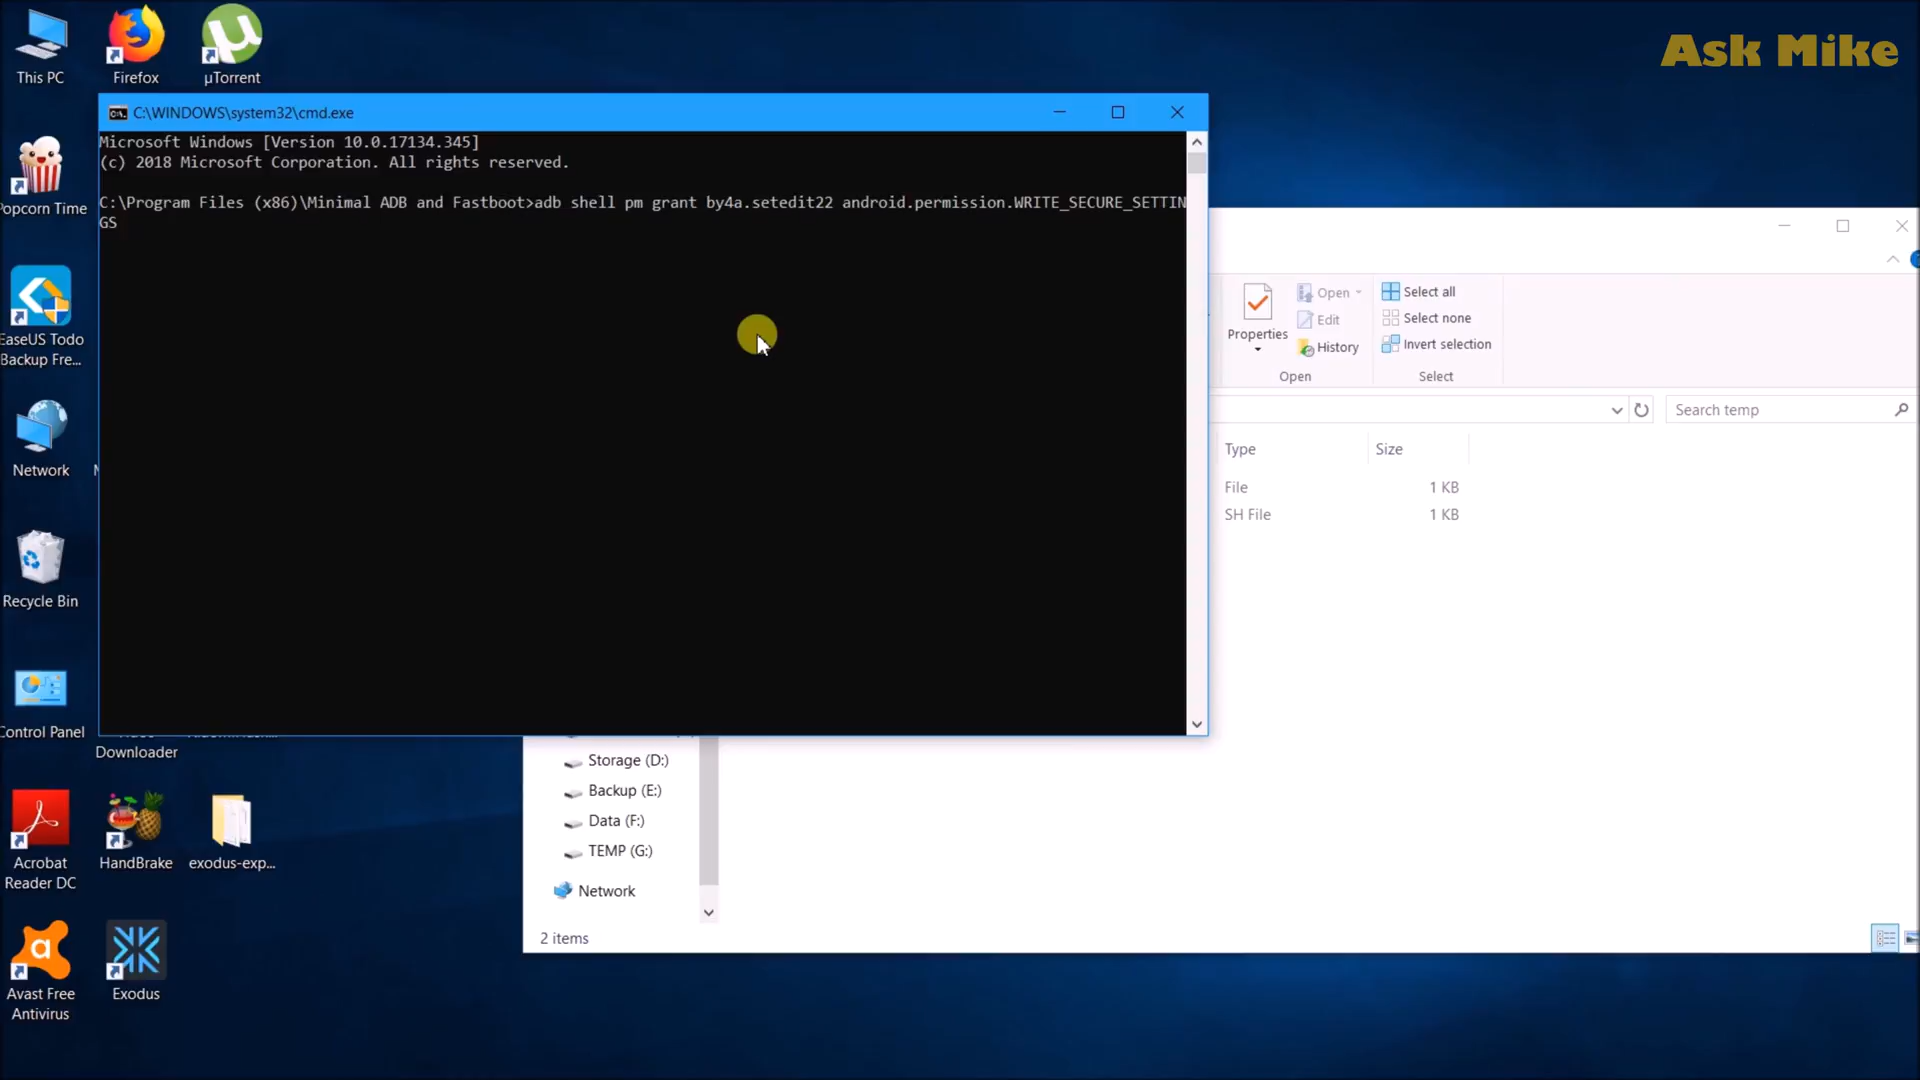 Ask Mike
This PC
Firefox
µTorrent
C:\WINDOWS\system32\cmd.exe
Microsoft Windows [Version 10.0.17134.345]
(c) 2018 Microsoft Corporation. All rights reserved.
C:\Program Files (x86)\Minimal ADB and Fastboot>adb shell pm grant by4a.setedit22 android.permission.WRITE_SECURE_SETTIN
GS
Popcorn Time
EaseUS Todo
Backup Fre...
Network
Recycle Bin
Control Panel
Downloader
Acrobat
Reader DC
HandBrake
exodus-exp...
Avast Free
Antivirus
Exodus
Properties
Open
Edit
History
Open
Select all
Select none
Invert selection
Select
Search temp
Type
Size
File
1 KB
SH File
1 KB
Storage (D:)
Backup (E:)
Data (F:)
TEMP (G:)
Network
2 items